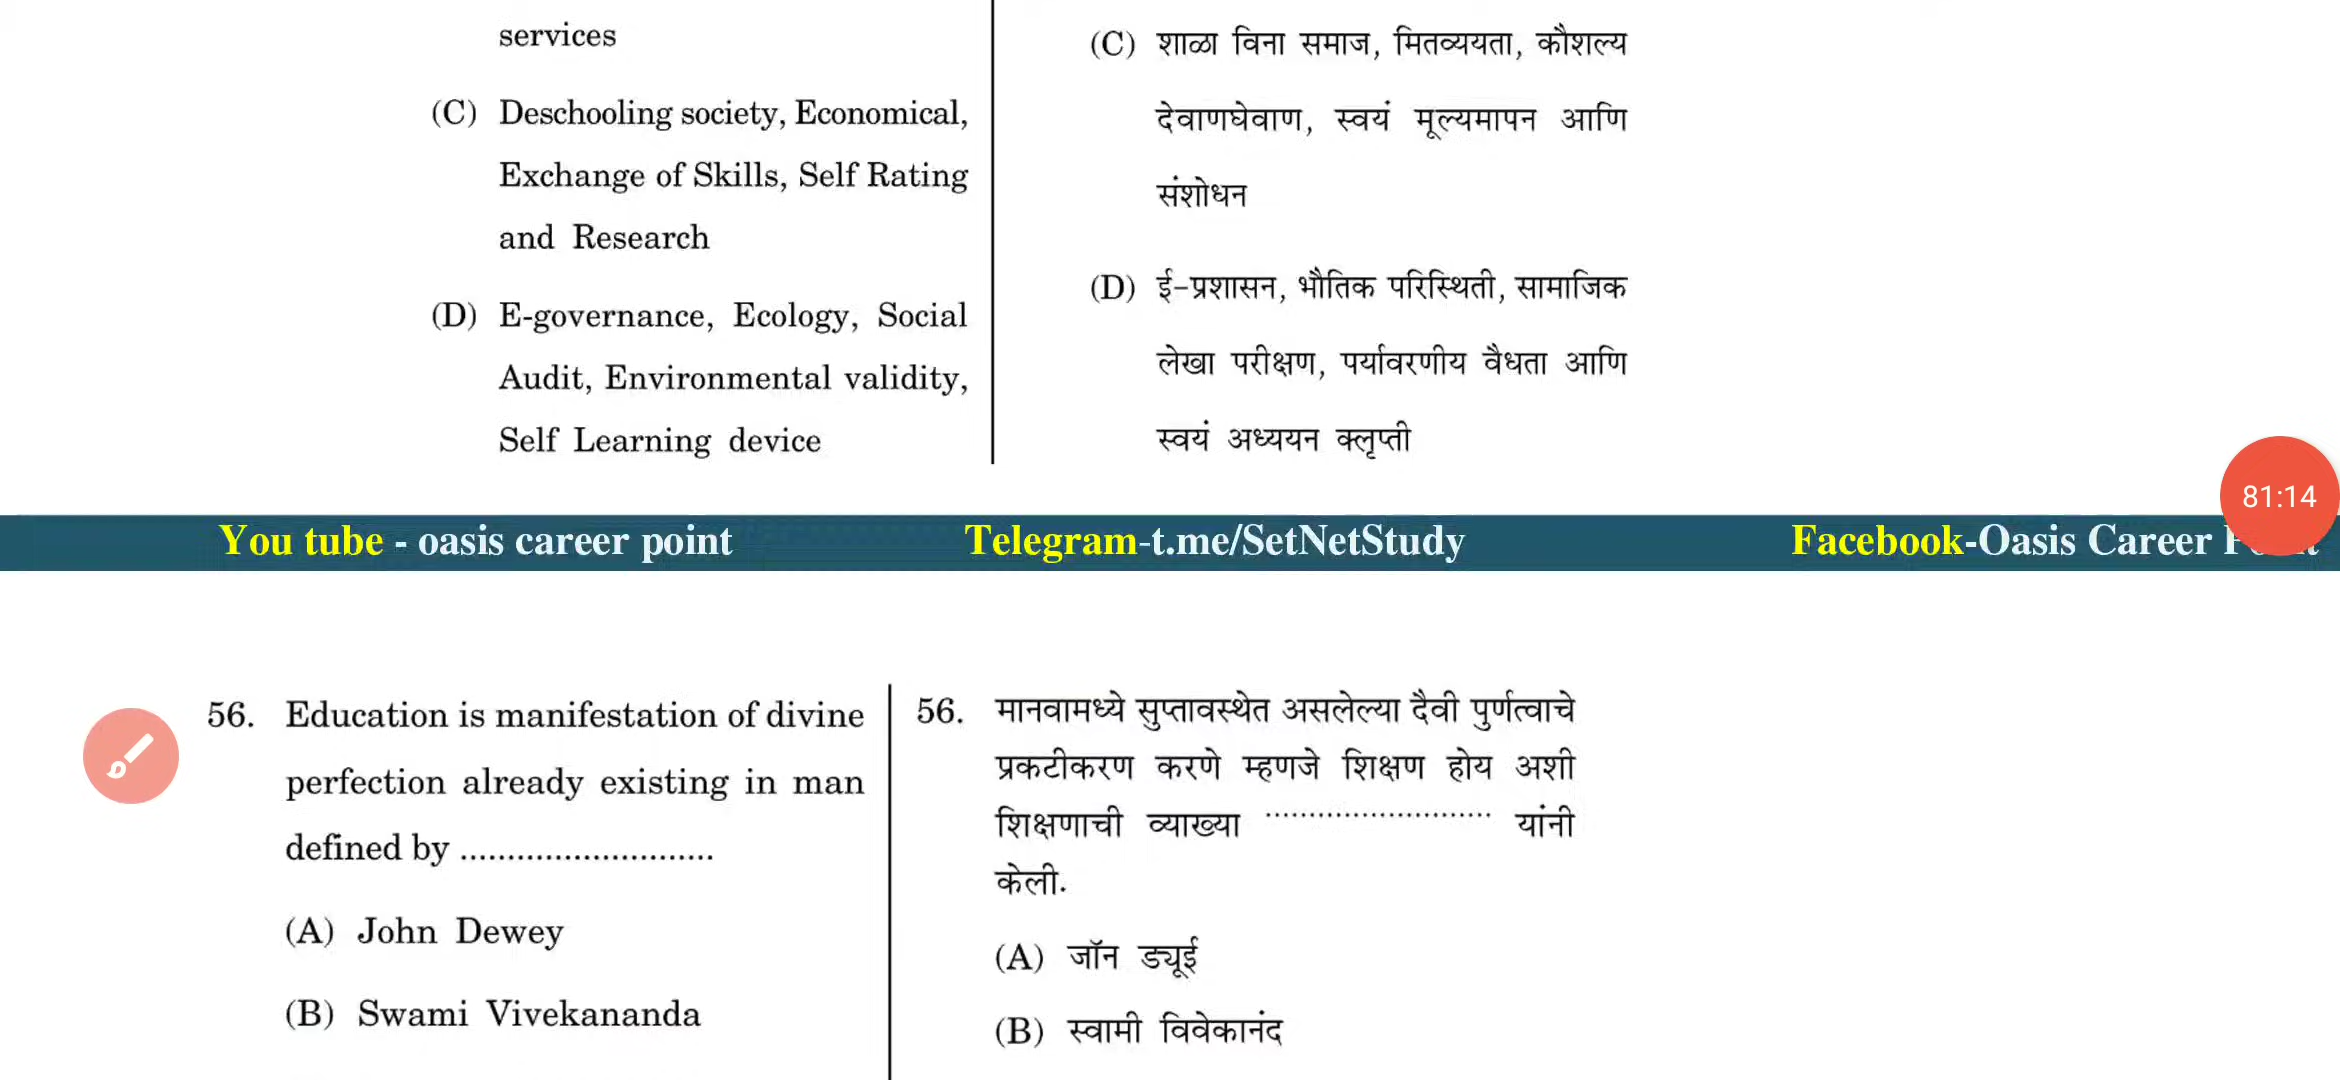 services
(C) Deschooling society, Economical,
Exchange of Skills, Self Rating
and Research
(D) E-governance, Ecology, Social
Audit, Environmental validity,
Self Learning device
(C) शाळा विना समाज, मितव्ययता, कौशल्य
देवाणघेवाण, स्वयं मूल्यमापन आणि
संशोधन
(D) ई-प्रशासन, भौतिक परिस्थिती, सामाजिक
लेखा परीक्षण, पर्यावरणीय वैधता आणि
स्वयं अध्ययन क्लृप्ती
81:14
You tube - oasis career point Telegram-t.me/SetNetStudy Facebook-Oasis Career
56. Education is manifestation of divine
perfection already existing in man
defined by ...........................
(A) John Dewey
(B) Swami Vivekananda
56. मानवामध्ये सुप्तावस्थेत असलेल्या दैवी पुर्णत्वाचे
प्रकटीकरण करणे म्हणजे शिक्षण होय अशी
शिक्षणाची व्याख्या .......................... यांनी
केली.
(A) जॉन ड्यूई
(B) स्वामी विवेकानंद